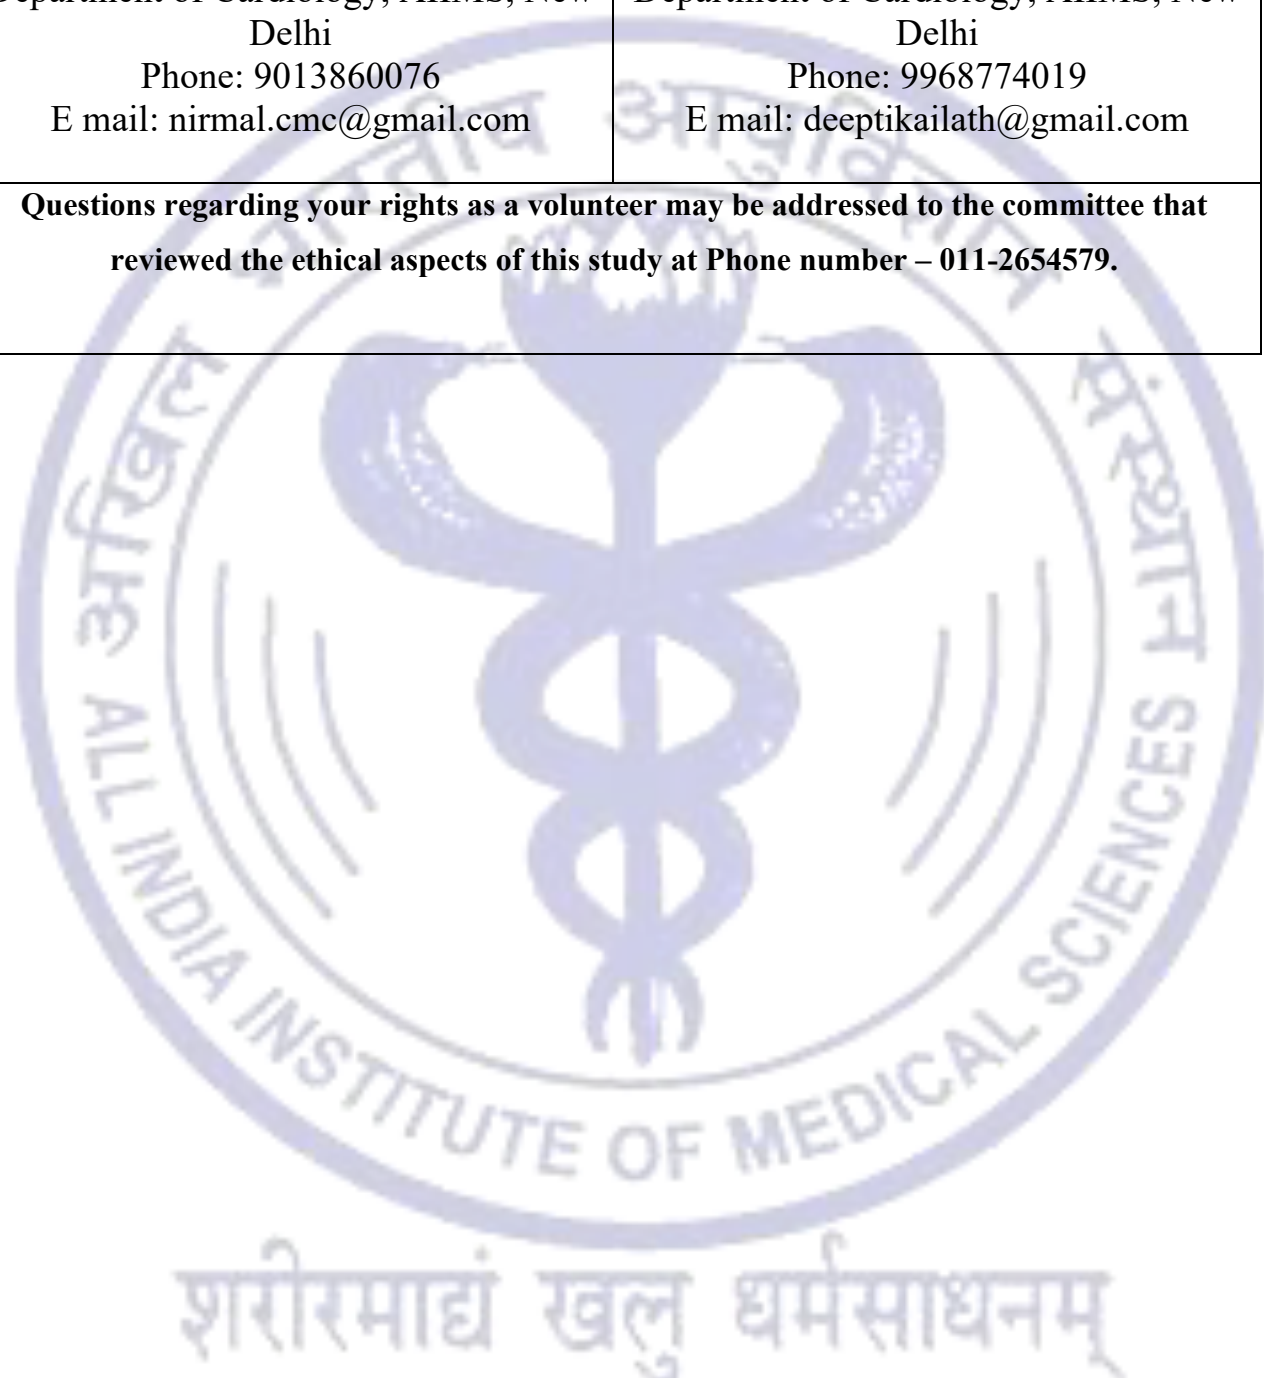 Department of Cardiology, AIIMS, New
Delhi
Phone: 9013860076
E mail: nirmal.cmc@gmail.com
Department of Cardiology, AIIMS, New
Delhi
Phone: 9968774019
E mail: deeptikailath@gmail.com
Questions regarding your rights as a volunteer may be addressed to the committee that
reviewed the ethical aspects of this study at Phone number – 011-2654579.
अखिल भारतीय आयुर्विज्ञान संस्थान
ALL INDIA INSTITUTE OF MEDICAL SCIENCES
शरीरमाद्यं खलु धर्मसाधनम्